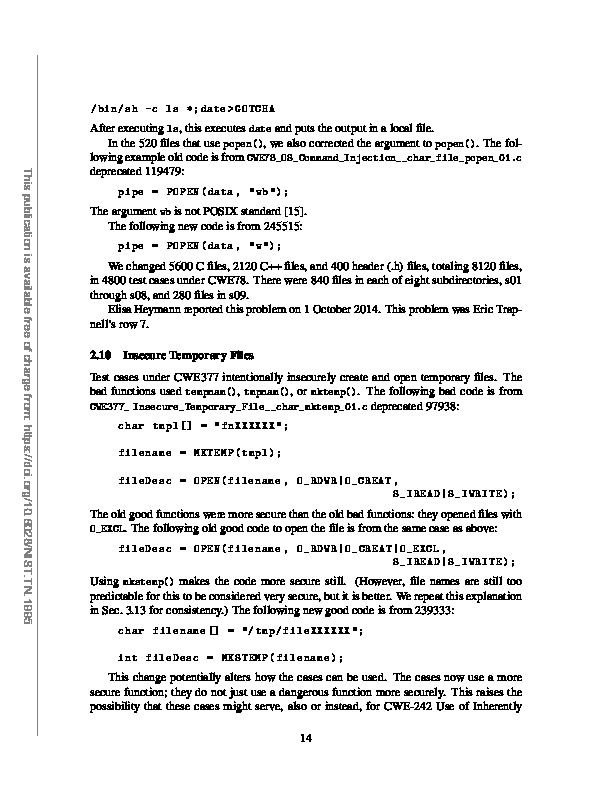 /bin/sh -c ls *;date>GOTCHA
After executing ls, this executes date and puts the output in a local file.
In the 520 files that use popen(), we also corrected the argument to popen(). The fol-
lowing example old code is from CWE78_OS_Command_Injection__char_file_popen_01.c
deprecated 119479:
pipe = POPEN(data, "wb");
The argument wb is not POSIX standard [15].
The following new code is from 245515:
pipe = POPEN(data, "w");
We changed 5600 C files, 2120 C++ files, and 400 header (.h) files, totaling 8120 files,
in 4800 test cases under CWE78. There were 840 files in each of eight subdirectories, s01
through s08, and 280 files in s09.
Elisa Heymann reported this problem on 1 October 2014. This problem was Eric Trap-
nell's row 7.
2.10 Insecure Temporary Files
Test cases under CWE377 intentionally insecurely create and open temporary files. The
bad functions used tempnam(), tmpnam(), or mktemp(). The following bad code is from
CWE377_ Insecure_Temporary_File__char_mktemp_01.c deprecated 97938:
char tmpl[] = "fnXXXXXX";
filename = MKTEMP(tmpl);
fileDesc = OPEN(filename, O_RDWR|O_CREAT,
S_IREAD|S_IWRITE);
The old good functions were more secure than the old bad functions: they opened files with
O_EXCL. The following old good code to open the file is from the same case as above:
fileDesc = OPEN(filename, O_RDWR|O_CREAT|O_EXCL,
S_IREAD|S_IWRITE);
Using mkstemp() makes the code more secure still. (However, file names are still too
predictable for this to be considered very secure, but it is better. We repeat this explanation
in Sec. 3.13 for consistency.) The following new good code is from 239333:
char filename[] = "/tmp/fileXXXXXX";
int fileDesc = MKSTEMP(filename);
This change potentially alters how the cases can be used. The cases now use a more
secure function; they do not just use a dangerous function more securely. This raises the
possibility that these cases might serve, also or instead, for CWE-242 Use of Inherently
14
This publication is available free of charge from: https://doi.org/10.6028/NIST.TN.1995